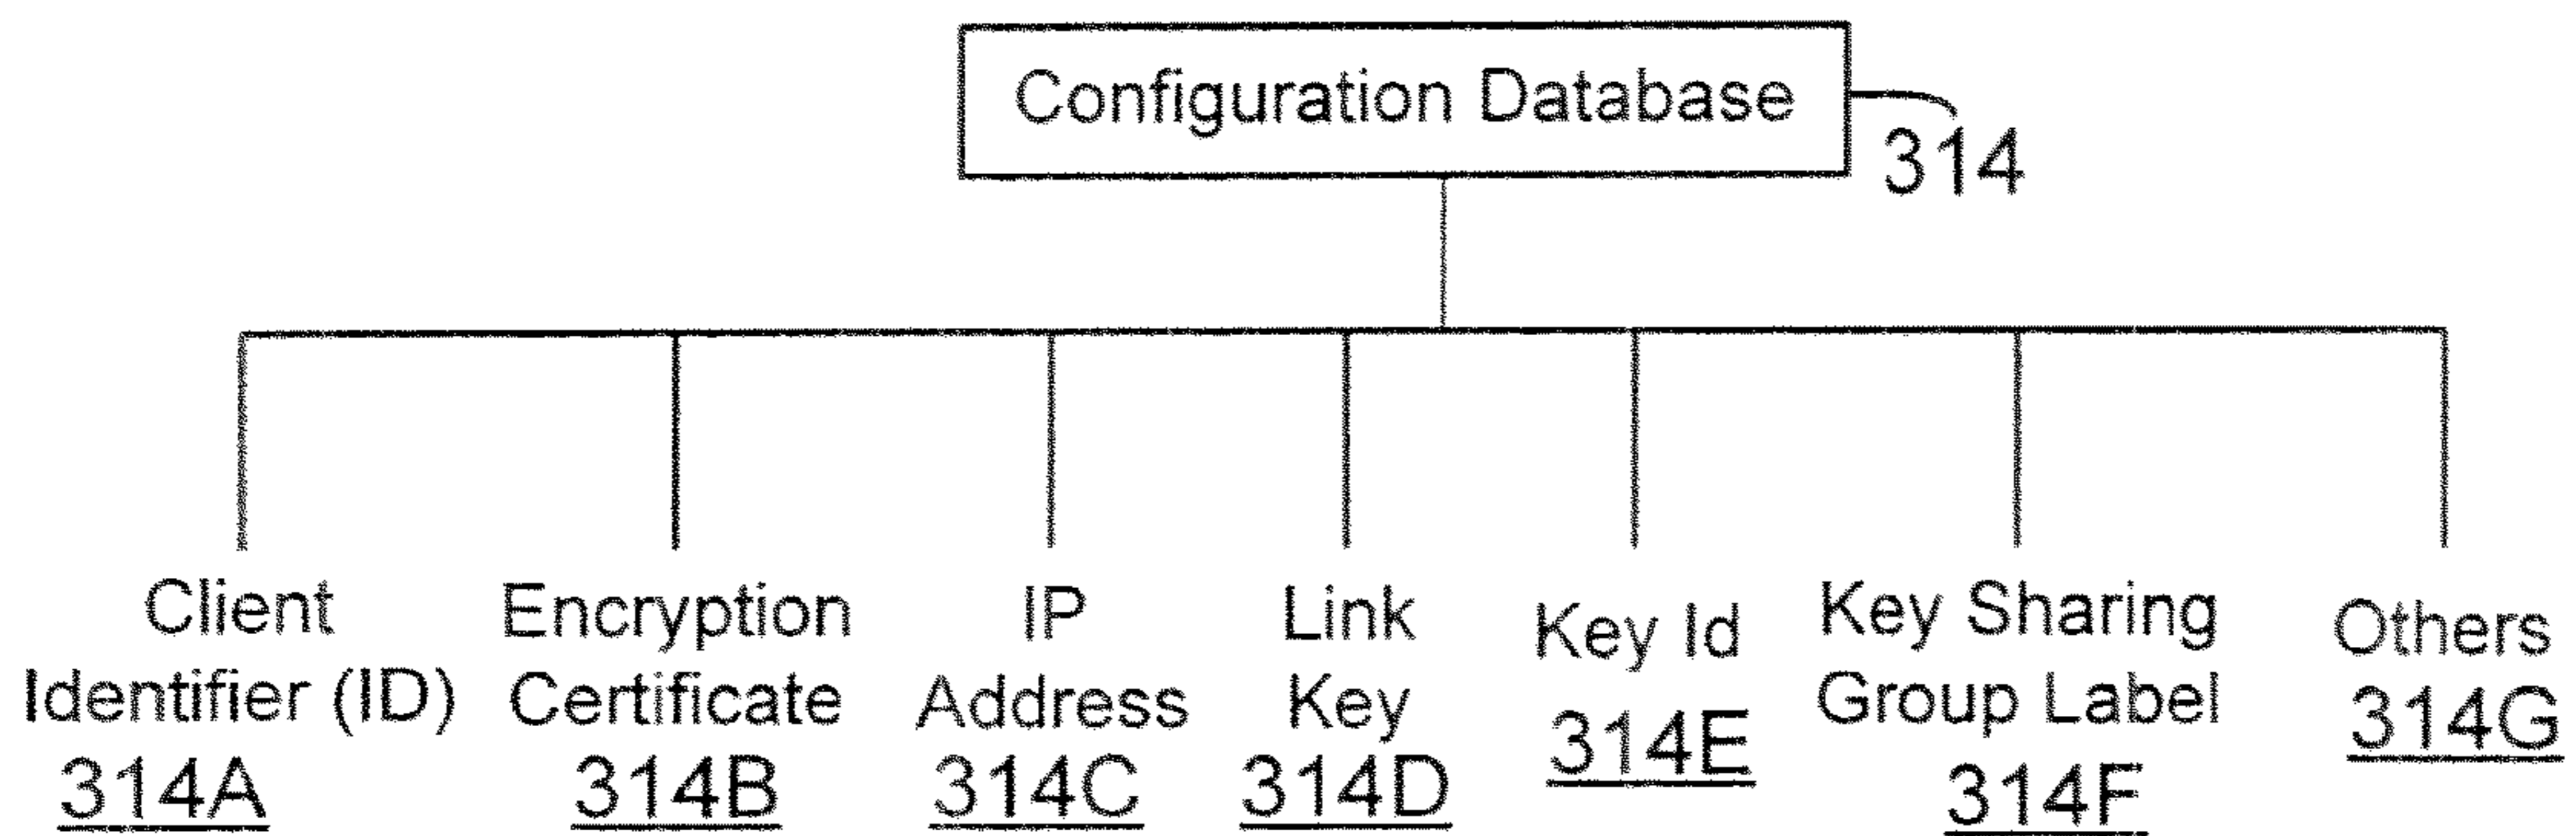 Configuration Database
314
Client
Identifier (ID)
314A
Encryption
Certificate
314B
IP
Address
314C
Link
Key
314D
Key Id
314E
Key Sharing
Group Label
314F
Others
314G